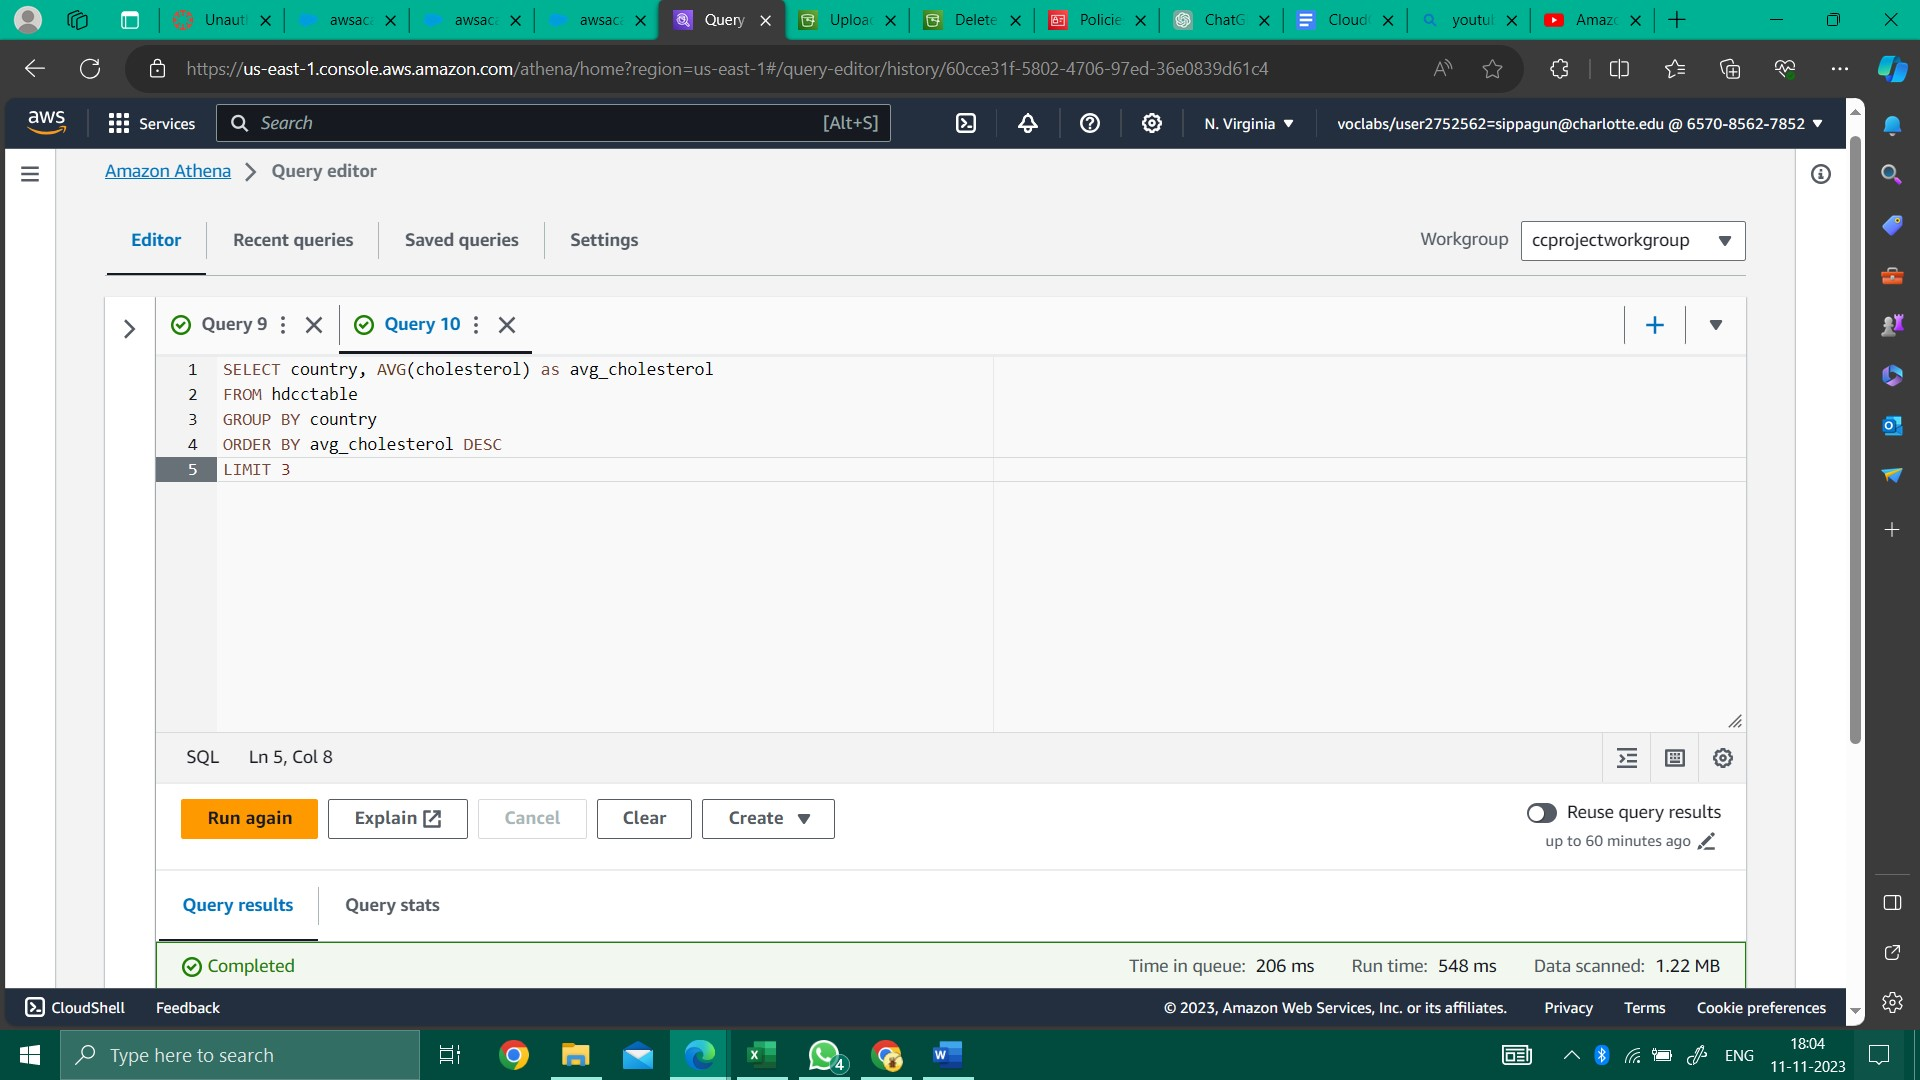 Unaut
awsaca
awsaca
awsaca
Query
Upload
Delete
Policie
ChatG
Cloud
youtub
Amazo
https://us-east-1.console.aws.amazon.com/athena/home?region=us-east-1#/query-editor/history/60cce31f-5802-4706-97ed-36e0839d61c4
aws
Services
Search
[Alt+S]
N. Virginia
voclabs/user2752562=sippagun@charlotte.edu @ 6570-8562-7852
Amazon Athena
Query editor
Editor
Recent queries
Saved queries
Settings
Workgroup
ccprojectworkgroup
Query 9
Query 10
1 SELECT country, AVG(cholesterol) as avg_cholesterol
2 FROM hdcctable
3 GROUP BY country
4 ORDER BY avg_cholesterol DESC
5 LIMIT 3
SQL
Ln 5, Col 8
Run again
Explain
Cancel
Clear
Create
Reuse query results
up to 60 minutes ago
Query results
Query stats
Completed
Time in queue: 206 ms
Run time: 548 ms
Data scanned: 1.22 MB
CloudShell
Feedback
© 2023, Amazon Web Services, Inc. or its affiliates.
Privacy
Terms
Cookie preferences
Type here to search
4
ENG
18:04
11-11-2023